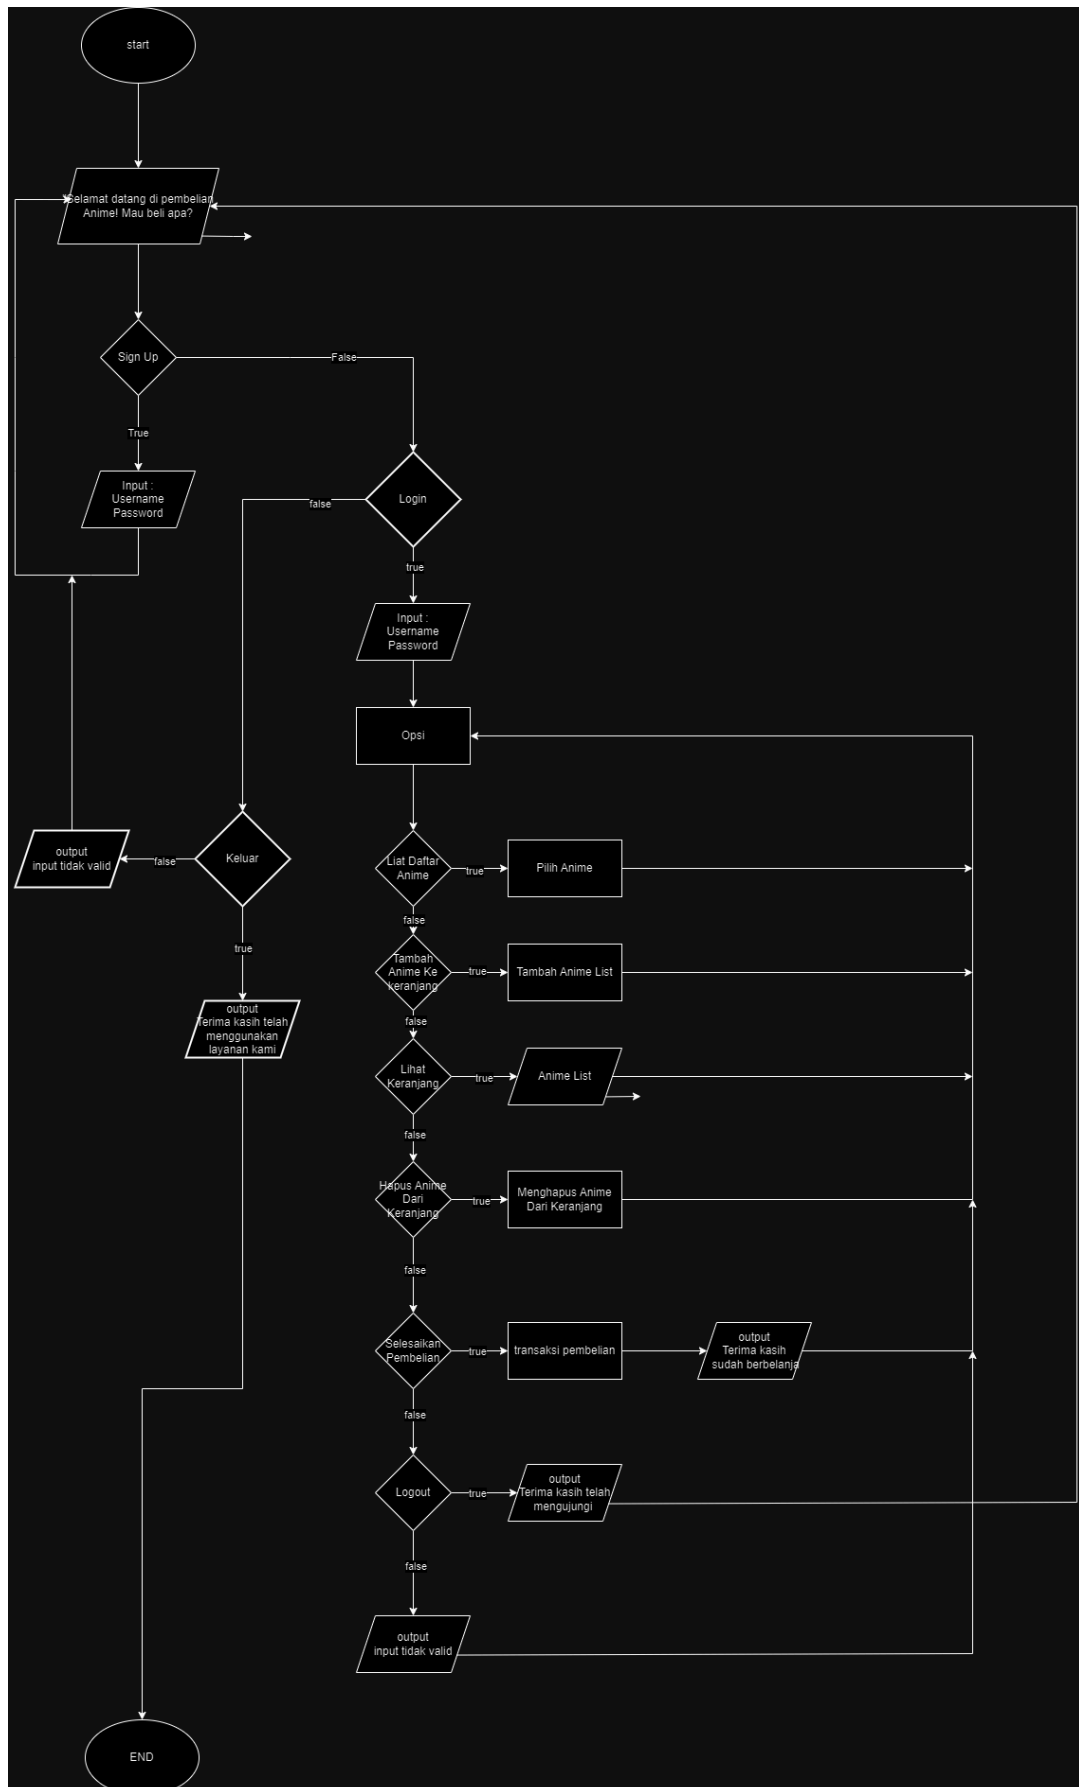 start
"Selamat datang di pembelian
Anime! Mau beli apa?
Sign Up
False
True
Input :
Username
Password
Login
false
true
Input :
Username
Password
Opsi
Keluar
false
output
input tidak valid
true
output
Terima kasih telah
menggunakan
layanan kami
Liat Daftar
Anime
true
Pilih Anime
false
Tambah
Anime Ke
keranjang
true
Tambah Anime List
false
Lihat
Keranjang
true
Anime List
false
Hapus Anime
Dari
Keranjang
true
Menghapus Anime
Dari Keranjang
false
Selesaikan
Pembelian
true
transaksi pembelian
output
Terima kasih
sudah berbelanja
false
Logout
true
output
Terima kasih telah
mengujungi
false
output
input tidak valid
END